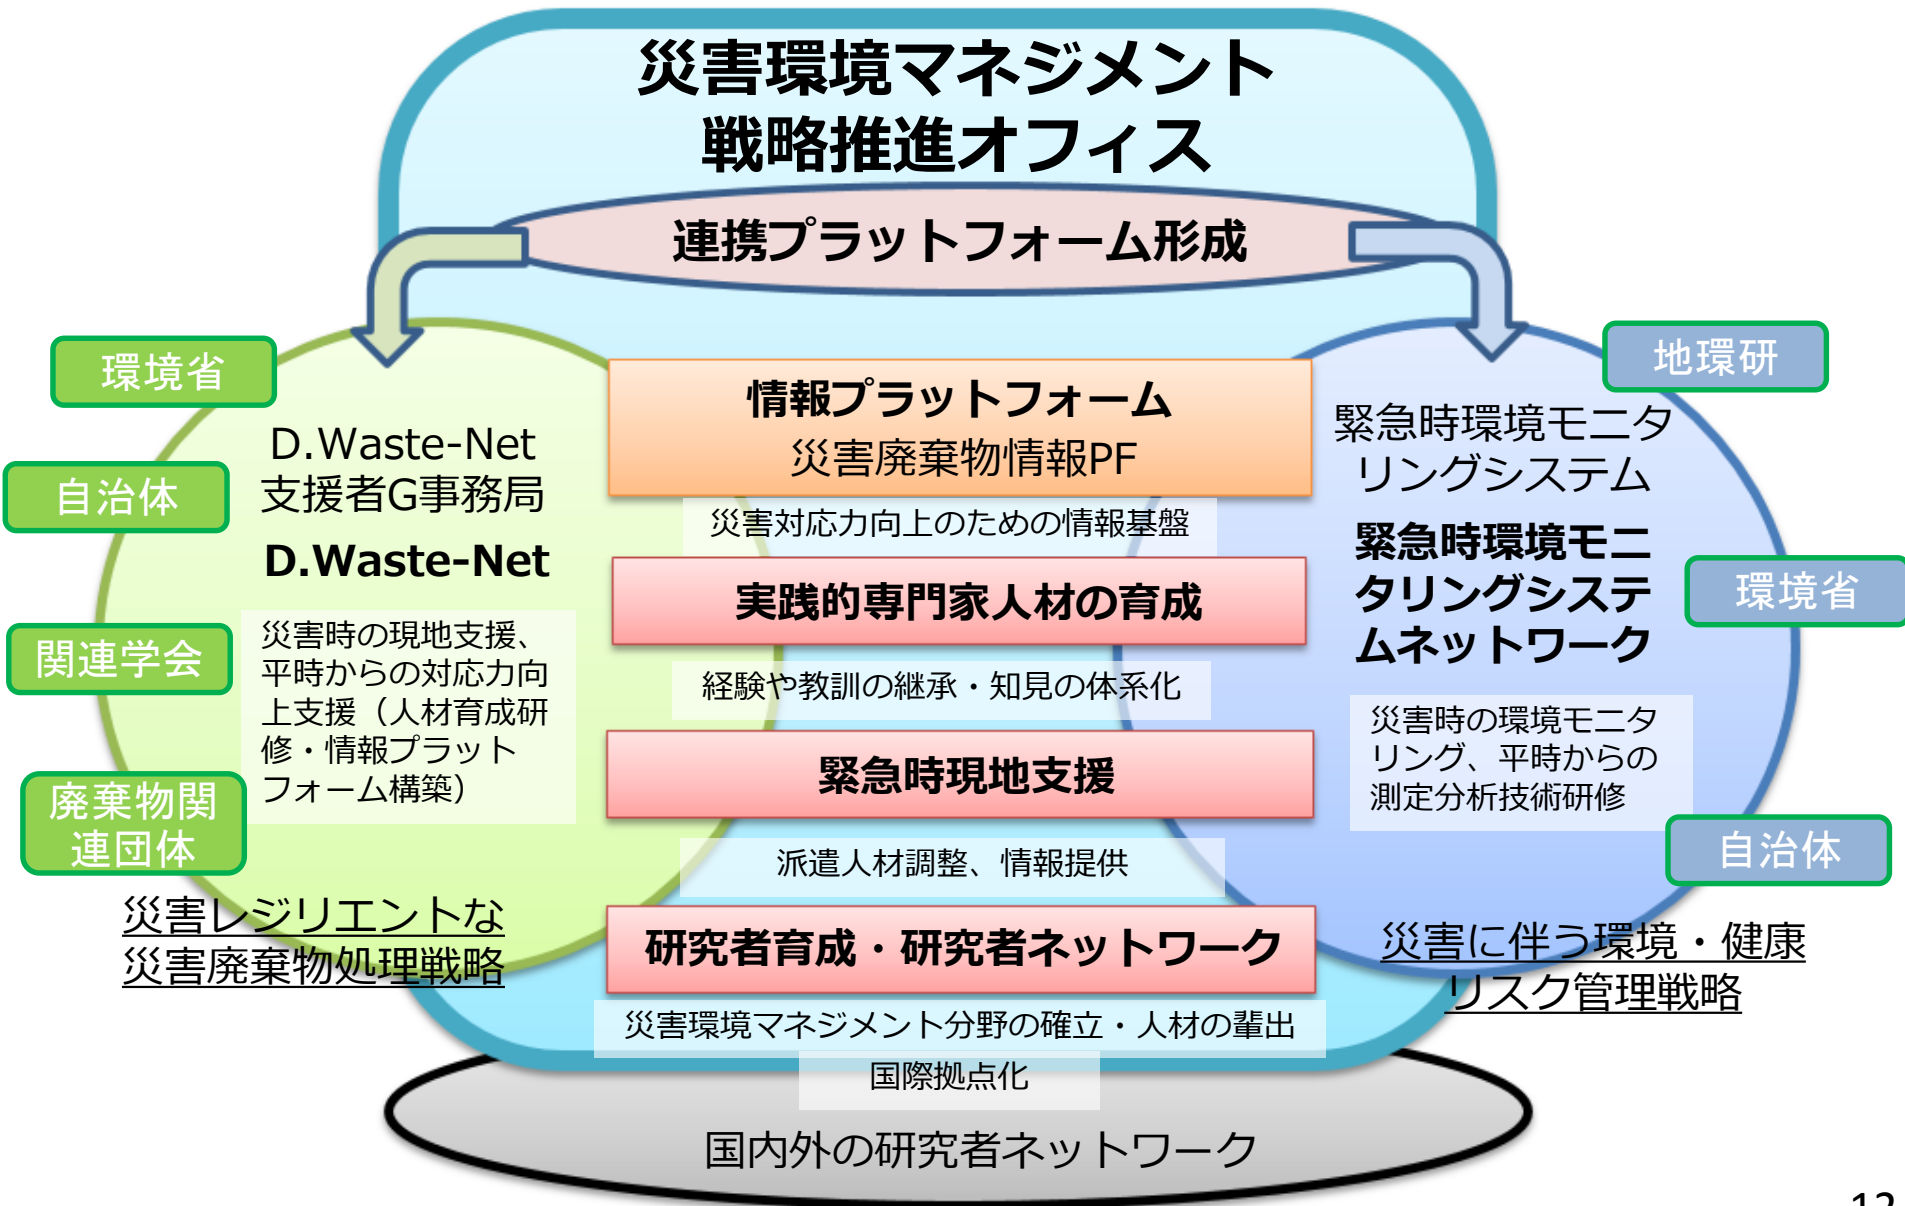 災害環境マネジメント
戦略推進オフィス
連携プラットフォーム形成
環境省
自治体
関連学会
廃棄物関
連団体
D.Waste-Net
支援者G事務局
D.Waste-Net
災害時の現地支援、
平時からの対応力向
上支援（人材育成研
修・情報プラット
フォーム構築）
災害レジリエントな
災害廃棄物処理戦略
情報プラットフォーム
災害廃棄物情報PF
災害対応力向上のための情報基盤
実践的専門家人材の育成
経験や教訓の継承・知見の体系化
緊急時現地支援
派遣人材調整、情報提供
研究者育成・研究者ネットワーク
災害環境マネジメント分野の確立・人材の輩出
国際拠点化
国内外の研究者ネットワーク
地環研
緊急時環境モニタ
リングシステム
緊急時環境モニ
タリングシステ
ムネットワーク
環境省
災害時の環境モニタ
リング、平時からの
測定分析技術研修
自治体
災害に伴う環境・健康
リスク管理戦略
12